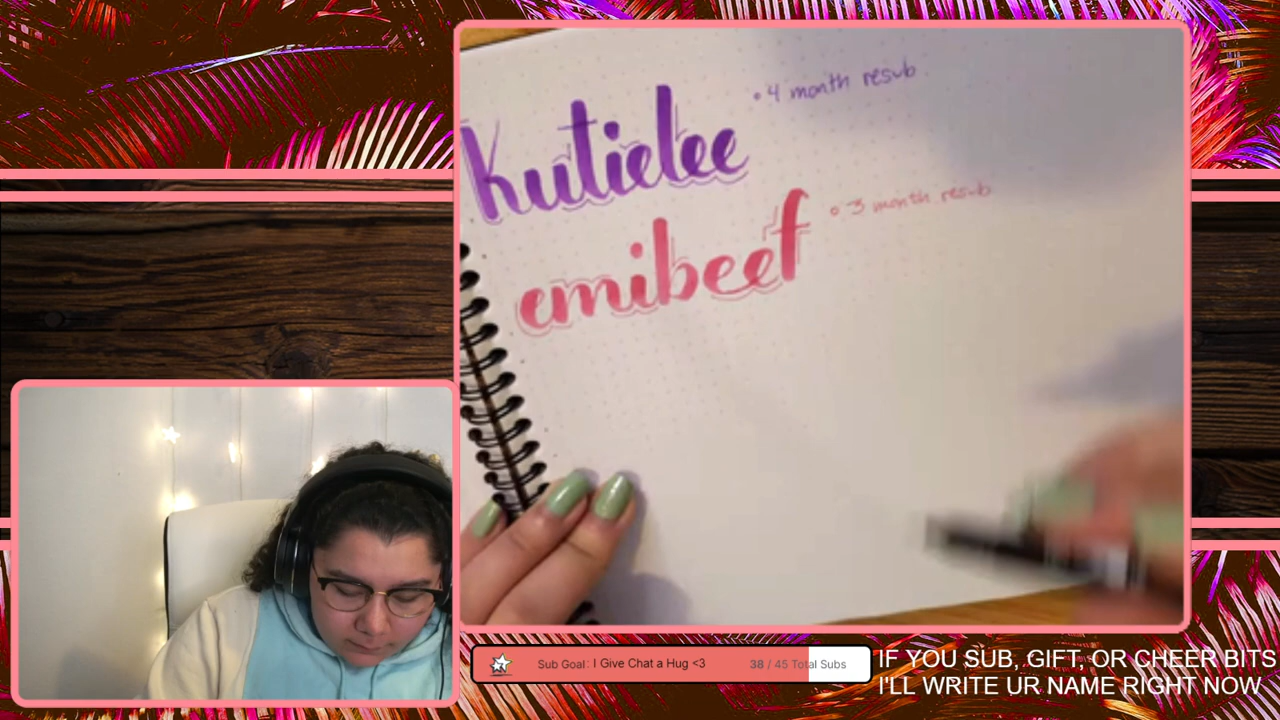 Kutielee
• 4 month resub
emibeef
• 3 month resub
Sub Goal: I Give Chat a Hug <3
38 / 45 Total Subs
IF YOU SUB, GIFT, OR CHEER BITS
I'LL WRITE UR NAME RIGHT NOW